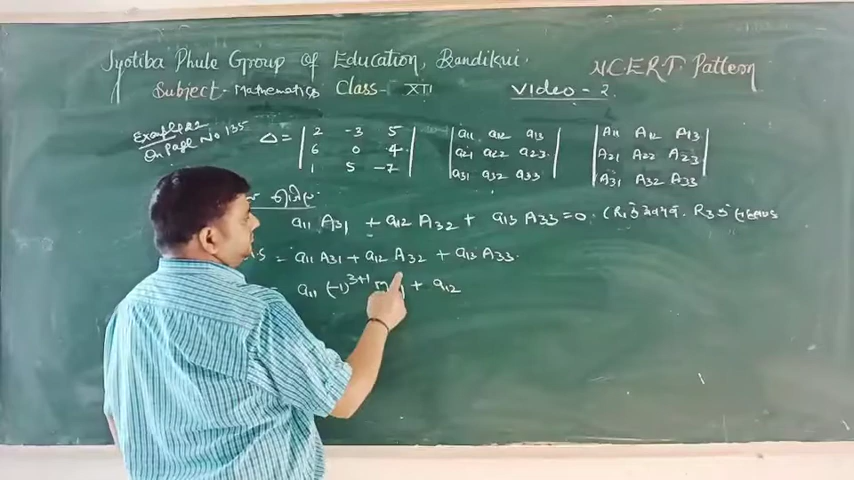 Jyotiba Phule Group of Education, Bandikui.
NCERT Pattern
Subject - Mathematics Class - XII
Video - 2.
Example 22
On Page No 135
Δ = | 2 -3 5 | | a11 a12 a13 | | A11 A12 A13 |
| 6 0 4 | | a21 a22 a23 | | A21 A22 A23 |
| 1 5 -7 | | a31 a32 a33 | | A31 A32 A33 |
a11 A31 + a12 A32 + a13 A33 = 0
.S = a11 A31 + a12 A32 + a13 A33.
a11 (-1)^3+1 + a12